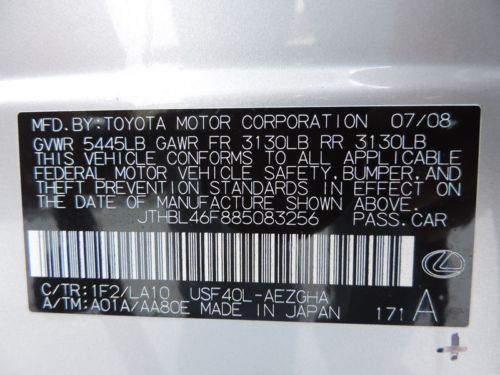 MFD. BY: TOYOTA MOTOR CORPORATION 07/08
GVWR 5445LB GAWR FR 3130LB RR 3130LB
THIS VEHICLE CONFORMS TO ALL APPLICABLE
FEDERAL MOTOR VEHICLE SAFETY, BUMPER, AND
THEFT PREVENTION STANDARDS IN EFFECT ON
THE DATE OF MANUFACTURE SHOWN ABOVE.
JTHBL46F885083256 PASS. CAR
C/TR: 1F2/LA10 USF40L-AEZGHA
A/TM: A01A/AA80E MADE IN JAPAN 171 A